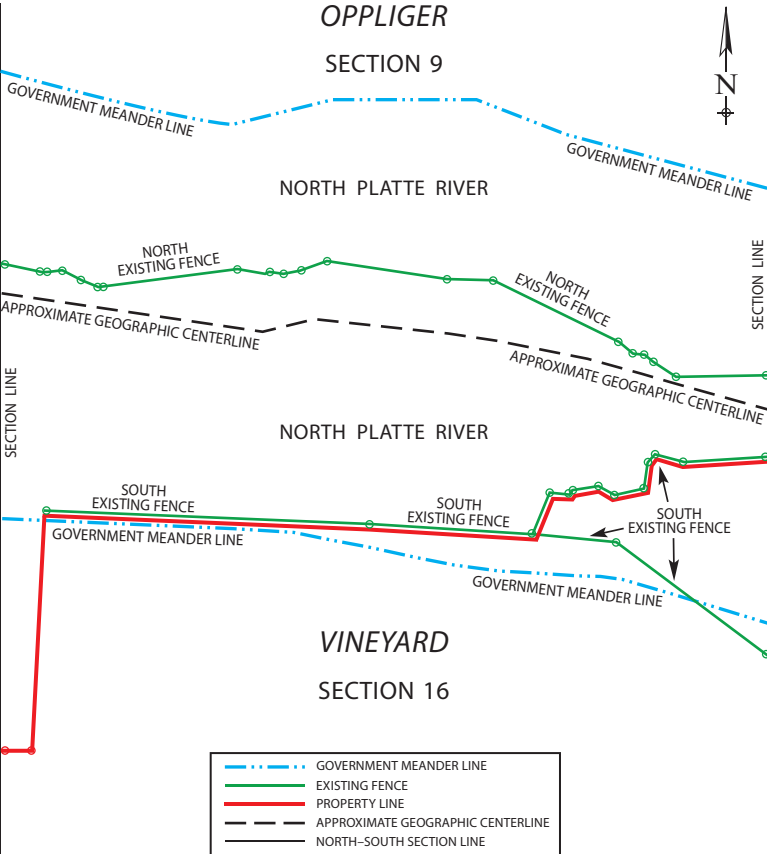 OPPLIGER
SECTION 9
N
GOVERNMENT MEANDER LINE
GOVERNMENT MEANDER LINE
NORTH PLATTE RIVER
NORTH
EXISTING FENCE
SECTION LINE
NORTH
EXISTING FENCE
APPROXIMATE GEOGRAPHIC CENTERLINE
APPROXIMATE GEOGRAPHIC CENTERLINE
SECTION LINE
NORTH PLATTE RIVER
SOUTH
EXISTING FENCE
SOUTH
EXISTING FENCE
SOUTH
EXISTING FENCE
GOVERNMENT MEANDER LINE
GOVERNMENT MEANDER LINE
VINEYARD
SECTION 16
GOVERNMENT MEANDER LINE
EXISTING FENCE
PROPERTY LINE
APPROXIMATE GEOGRAPHIC CENTERLINE
NORTH–SOUTH SECTION LINE